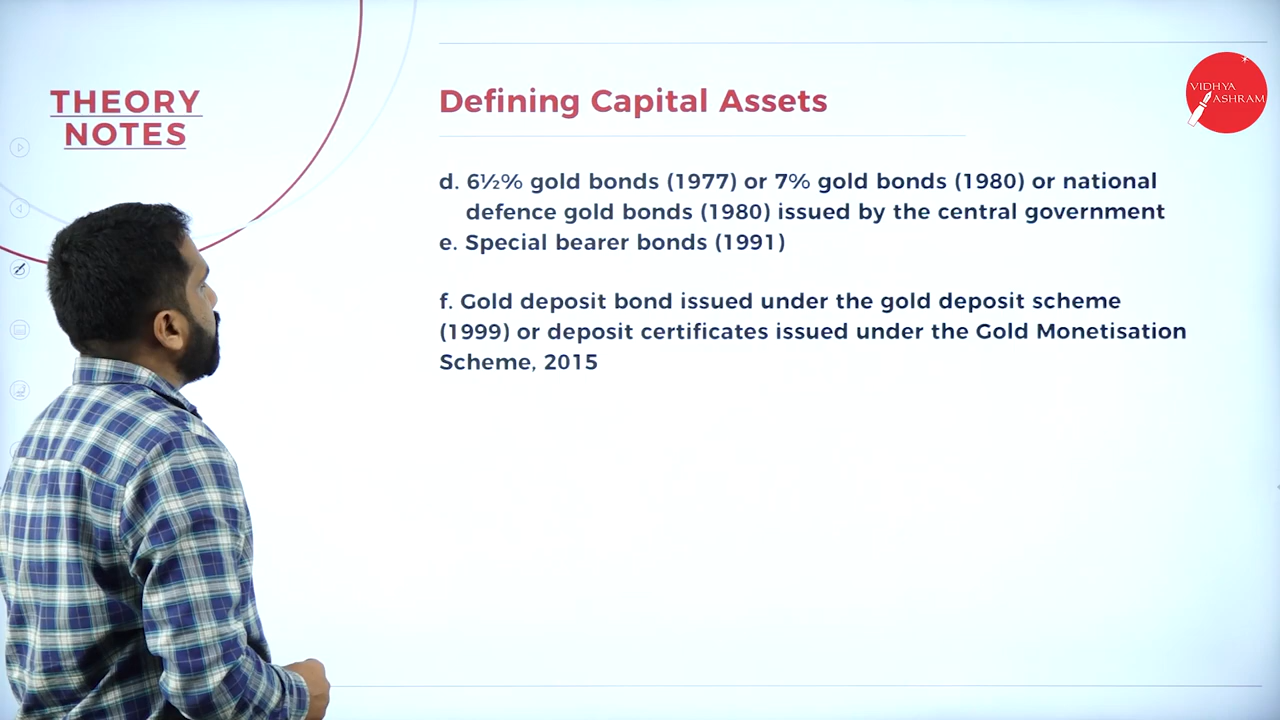 THEORY
NOTES
Defining Capital Assets
VIDHYA
ASHRAM
d. 6½% gold bonds (1977) or 7% gold bonds (1980) or national
defence gold bonds (1980) issued by the central government
e. Special bearer bonds (1991)
f. Gold deposit bond issued under the gold deposit scheme
(1999) or deposit certificates issued under the Gold Monetisation
Scheme, 2015